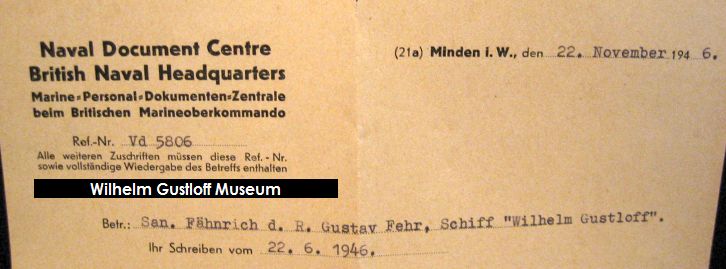 Naval Document Centre
British Naval Headquarters
Marine=Personal=Dokumenten=Zentrale
beim Britischen Marineoberkommando
(21a) Minden i. W., den 22. November 194 6.
Ref.-Nr. Vd 5806
Alle weiteren Zuschriften müssen diese Ref.-Nr.
sowie vollständige Wiedergabe des Betreffs enthalten
Wilhelm Gustloff Museum
Betr.: San. Fähnrich d. R. Gustav Fehr, Schiff "Wilhelm Gustloff".
Ihr Schreiben vom 22. 6. 1946.